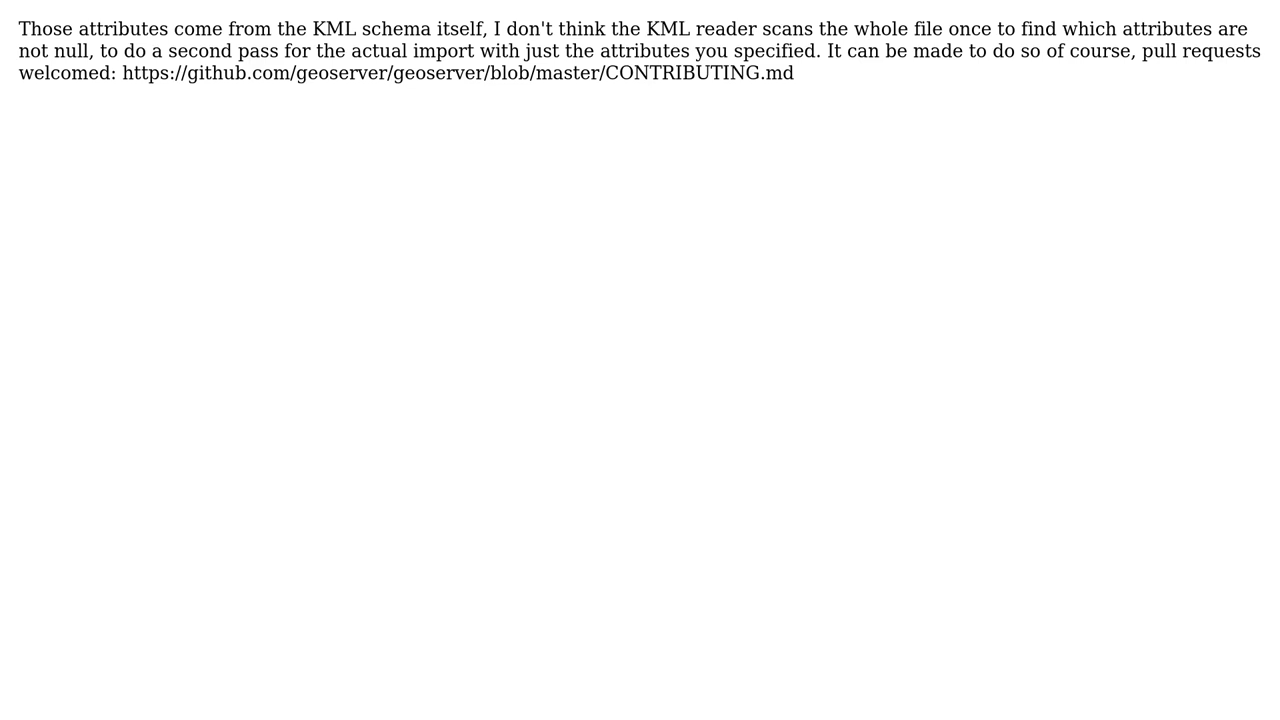 Those attributes come from the KML schema itself, I don't think the KML reader scans the whole file once to find which attributes are
not null, to do a second pass for the actual import with just the attributes you specified. It can be made to do so of course, pull requests
welcomed: https://github.com/geoserver/geoserver/blob/master/CONTRIBUTING.md